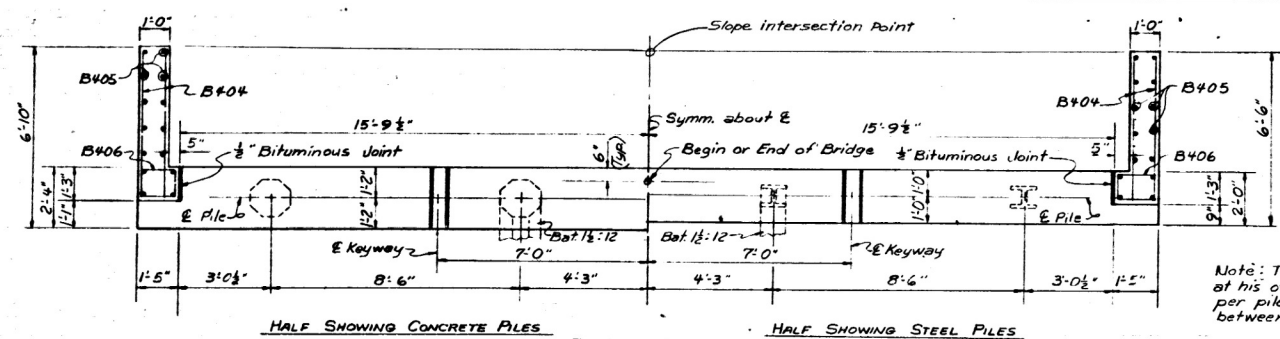 1'-0"
Slope intersection Point
1'-0"
B405
B404
6'-10"
15'-9½"
Symm. about ℄
15'-9½"
B404
B405
6'-6"
B406
5"
½" Bituminous Joint
6"
(Typ.)
Begin or End of Bridge
5"
½" Bituminous Joint
B406
2'-4"
1'-3"
1'-1"
1'-2"
1'-2"
1'-0"
1'-0"
1'-3"
9"
2'-0"
℄ Pile
Bat. 1½:12
Bat. 1½:12
℄ Pile
℄ Keyway
7'-0"
7'-0"
℄ Keyway
1'-5"
3'-0½"
8'-6"
4'-3"
4'-3"
8'-6"
3'-0½"
1'-5"
Note: T
at his o
per pile
between
HALF SHOWING CONCRETE PILES
HALF SHOWING STEEL PILES